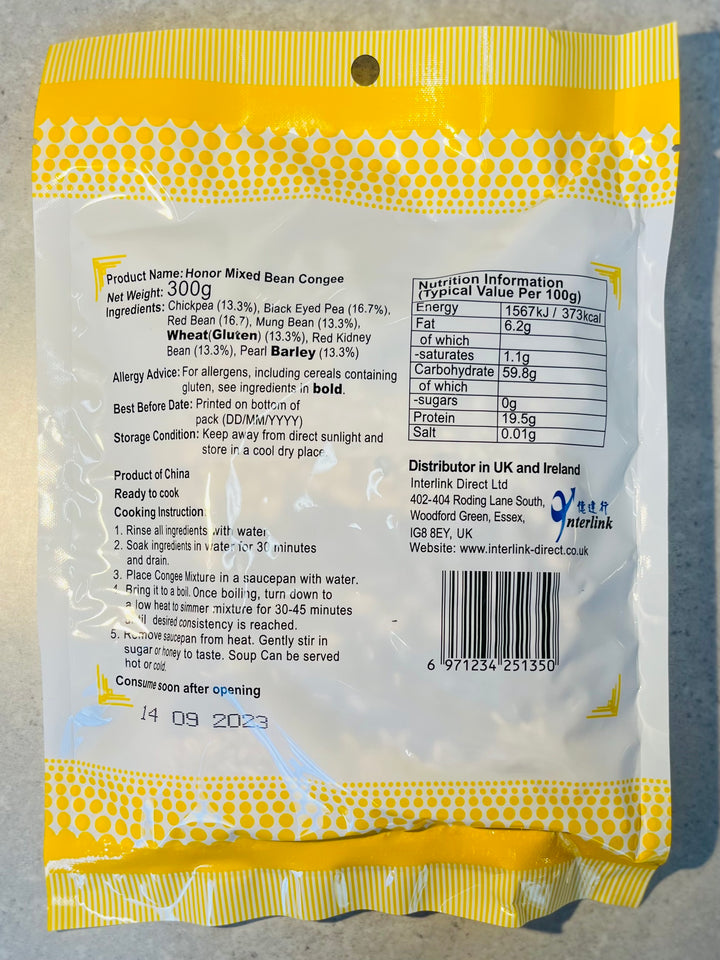 Product Name: Honor Mixed Bean Congee
Net Weight: 300g
Ingredients: Chickpea (13.3%), Black Eyed Pea (16.7%),
Red Bean (16.7), Mung Bean (13.3%),
Wheat(Gluten) (13.3%), Red Kidney
Bean (13.3%), Pearl Barley (13.3%)
Allergy Advice: For allergens, including cereals containing
gluten, see ingredients in bold.
Best Before Date: Printed on bottom of
pack (DD/MM/YYYY)
Storage Condition: Keep away from direct sunlight and
store in a cool dry place.
Product of China
Ready to cook
Cooking Instruction:
1. Rinse all ingredients with water.
2. Soak ingredients in water for 30 minutes
and drain.
3. Place Congee Mixture in a saucepan with water.
4. Bring it to a boil. Once boiling, turn down to
a low heat to simmer mixture for 30-45 minutes
until desired consistency is reached.
5. Remove saucepan from heat. Gently stir in
sugar or honey to taste. Soup Can be served
hot or cold.
Consume soon after opening
14 09 2023
Nutrition Information
(Typical Value Per 100g)
Energy 1567kJ / 373kcal
Fat 6.2g
of which
-saturates 1.1g
Carbohydrate 59.8g
of which
-sugars 0g
Protein 19.5g
Salt 0.01g
Distributor in UK and Ireland
Interlink Direct Ltd
402-404 Roding Lane South,
Woodford Green, Essex,
IG8 8EY, UK
Website: www.interlink-direct.co.uk
億達行
Interlink
6 971234 251350